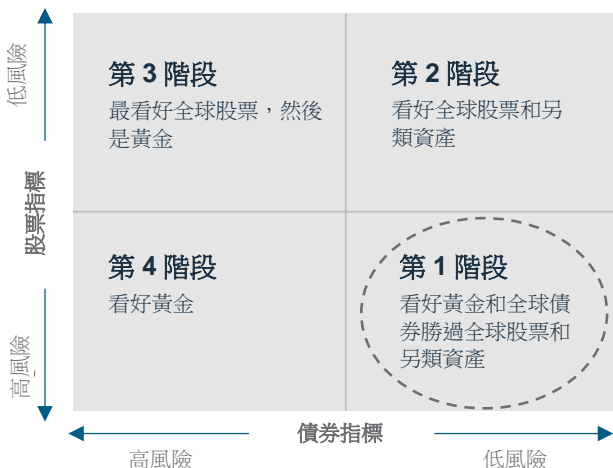 低風險
股票指標
高風險
第 3 階段
最看好全球股票，然後
是黃金
第 2 階段
看好全球股票和另
類資產
第 4 階段
看好黃金
第 1 階段
看好黃金和全球債
券勝過全球股票和
另類資產
債券指標
高風險
低風險